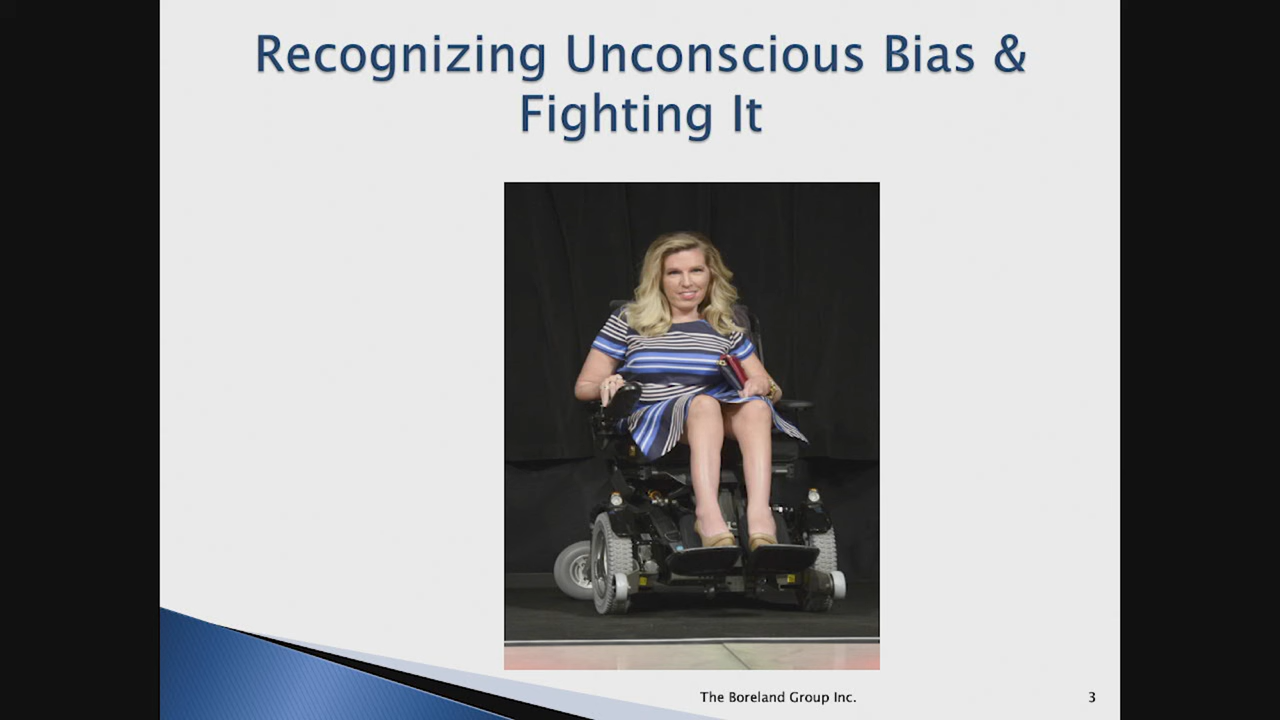 Recognizing Unconscious Bias &
Fighting It
The Boreland Group Inc.
3